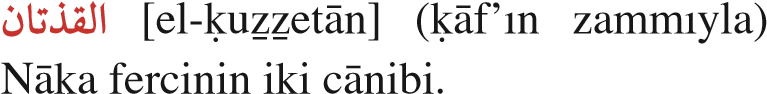 القذتان [el-ḳuẕẕetān] (ḳāf’ın zammıyla)
Nāka fercinin iki cānibi.